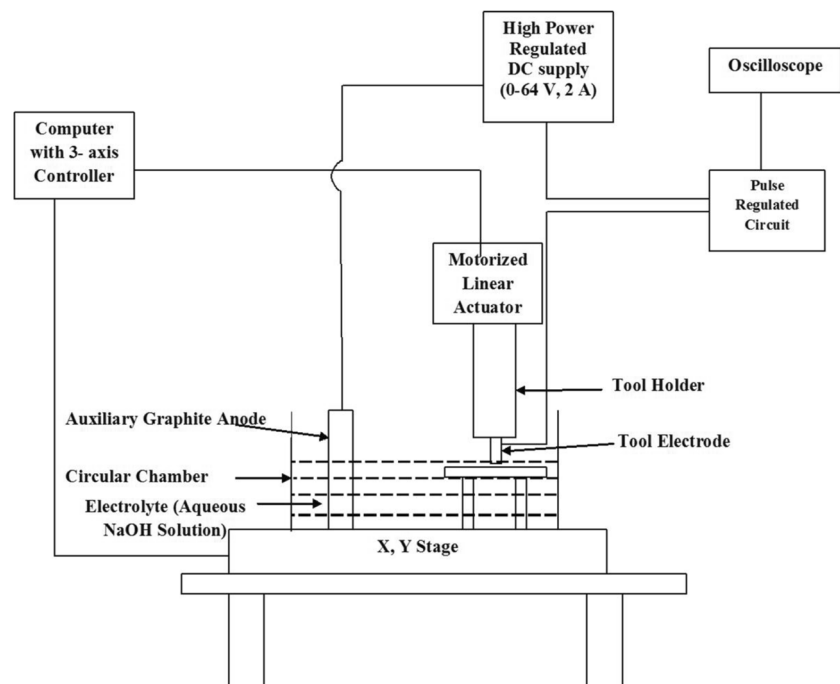 High Power
Regulated
DC supply
(0-64 V, 2 A)
Oscilloscope
Computer
with 3- axis
Controller
Pulse
Regulated
Circuit
Motorized
Linear
Actuator
Tool Holder
Auxiliary Graphite Anode
Tool Electrode
Circular Chamber
Electrolyte (Aqueous
NaOH Solution)
X, Y Stage